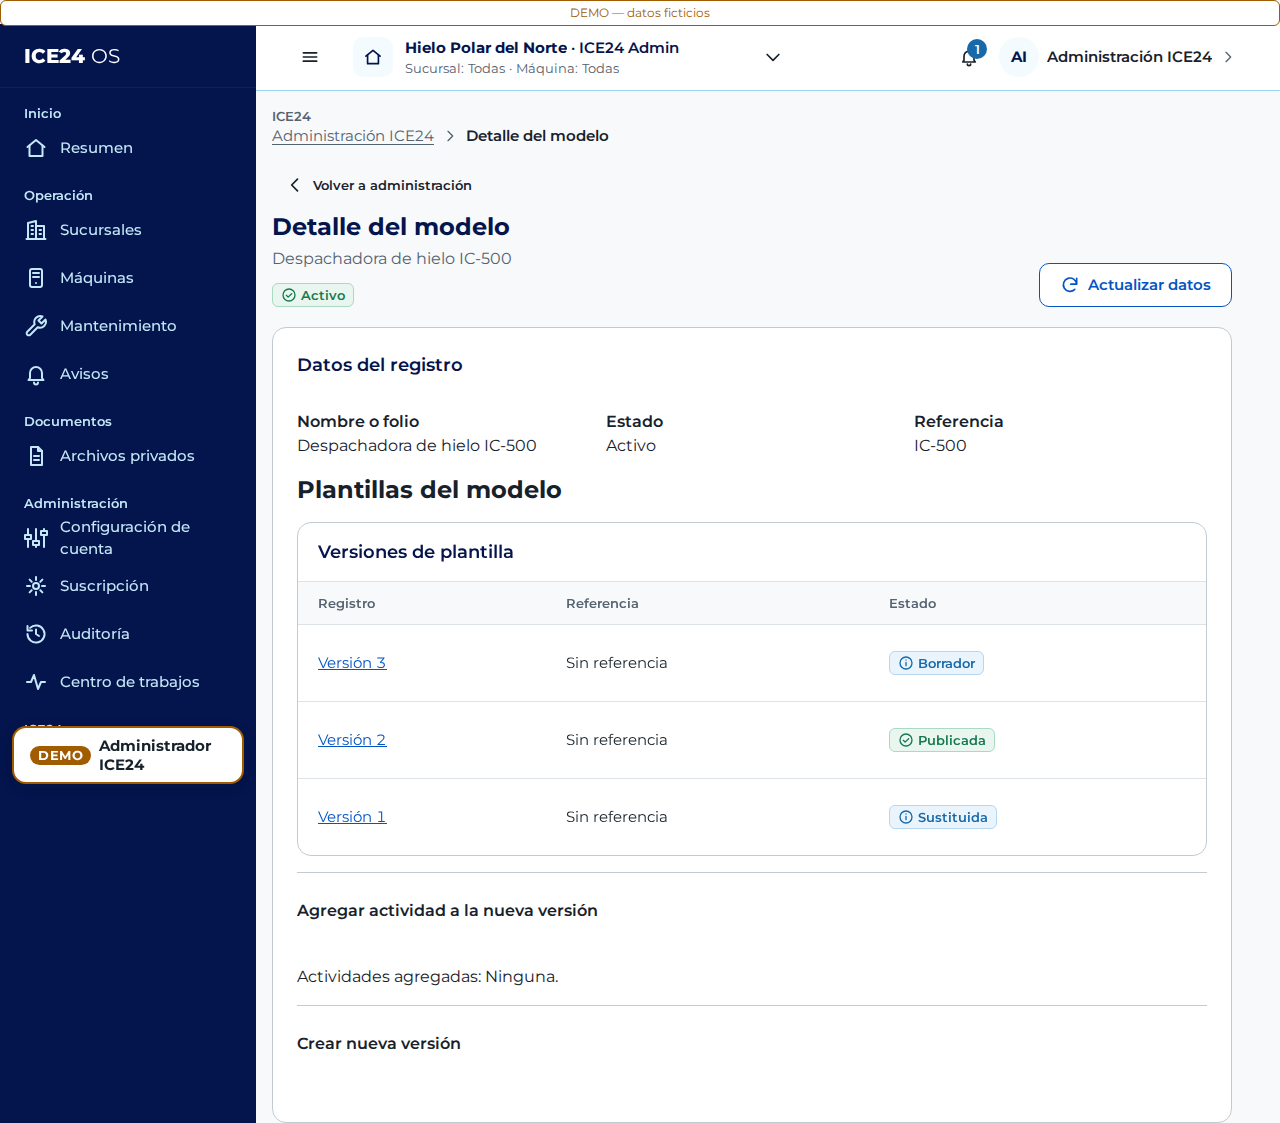 DEMO — datos ficticios
ICE24 OS
Inicio
Resumen
Operación
Sucursales
Máquinas
Mantenimiento
Avisos
Documentos
Archivos privados
Administración
Configuración de
cuenta
Suscripción
Auditoría
Centro de trabajos
DEMO
Administrador
ICE24
Hielo Polar del Norte · ICE24 Admin
Sucursal: Todas · Máquina: Todas
1
AI
Administración ICE24
ICE24
Administración ICE24
Detalle del modelo
Volver a administración
Detalle del modelo
Despachadora de hielo IC-500
Activo
Actualizar datos
Datos del registro
Nombre o folio
Estado
Referencia
Despachadora de hielo IC-500
Activo
IC-500
Plantillas del modelo
Versiones de plantilla
Registro
Referencia
Estado
Versión 3
Sin referencia
Borrador
Versión 2
Sin referencia
Publicada
Versión 1
Sin referencia
Sustituida
Agregar actividad a la nueva versión
Actividades agregadas: Ninguna.
Crear nueva versión